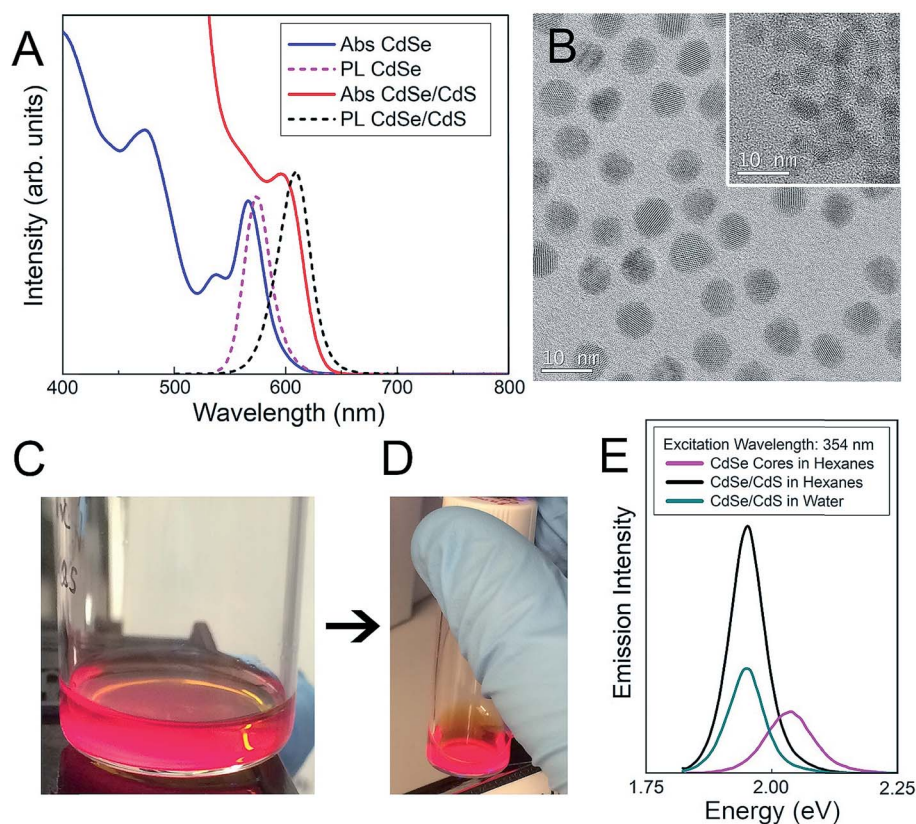 A
Intensity (arb. units)
Abs CdSe
PL CdSe
Abs CdSe/CdS
PL CdSe/CdS
400 500 600 700 800
Wavelength (nm)
B
10 nm
10 nm
C
D
E
Emission Intensity
Excitation Wavelength: 354 nm
CdSe Cores in Hexanes
CdSe/CdS in Hexanes
CdSe/CdS in Water
1.75 2.00 2.25
Energy (eV)